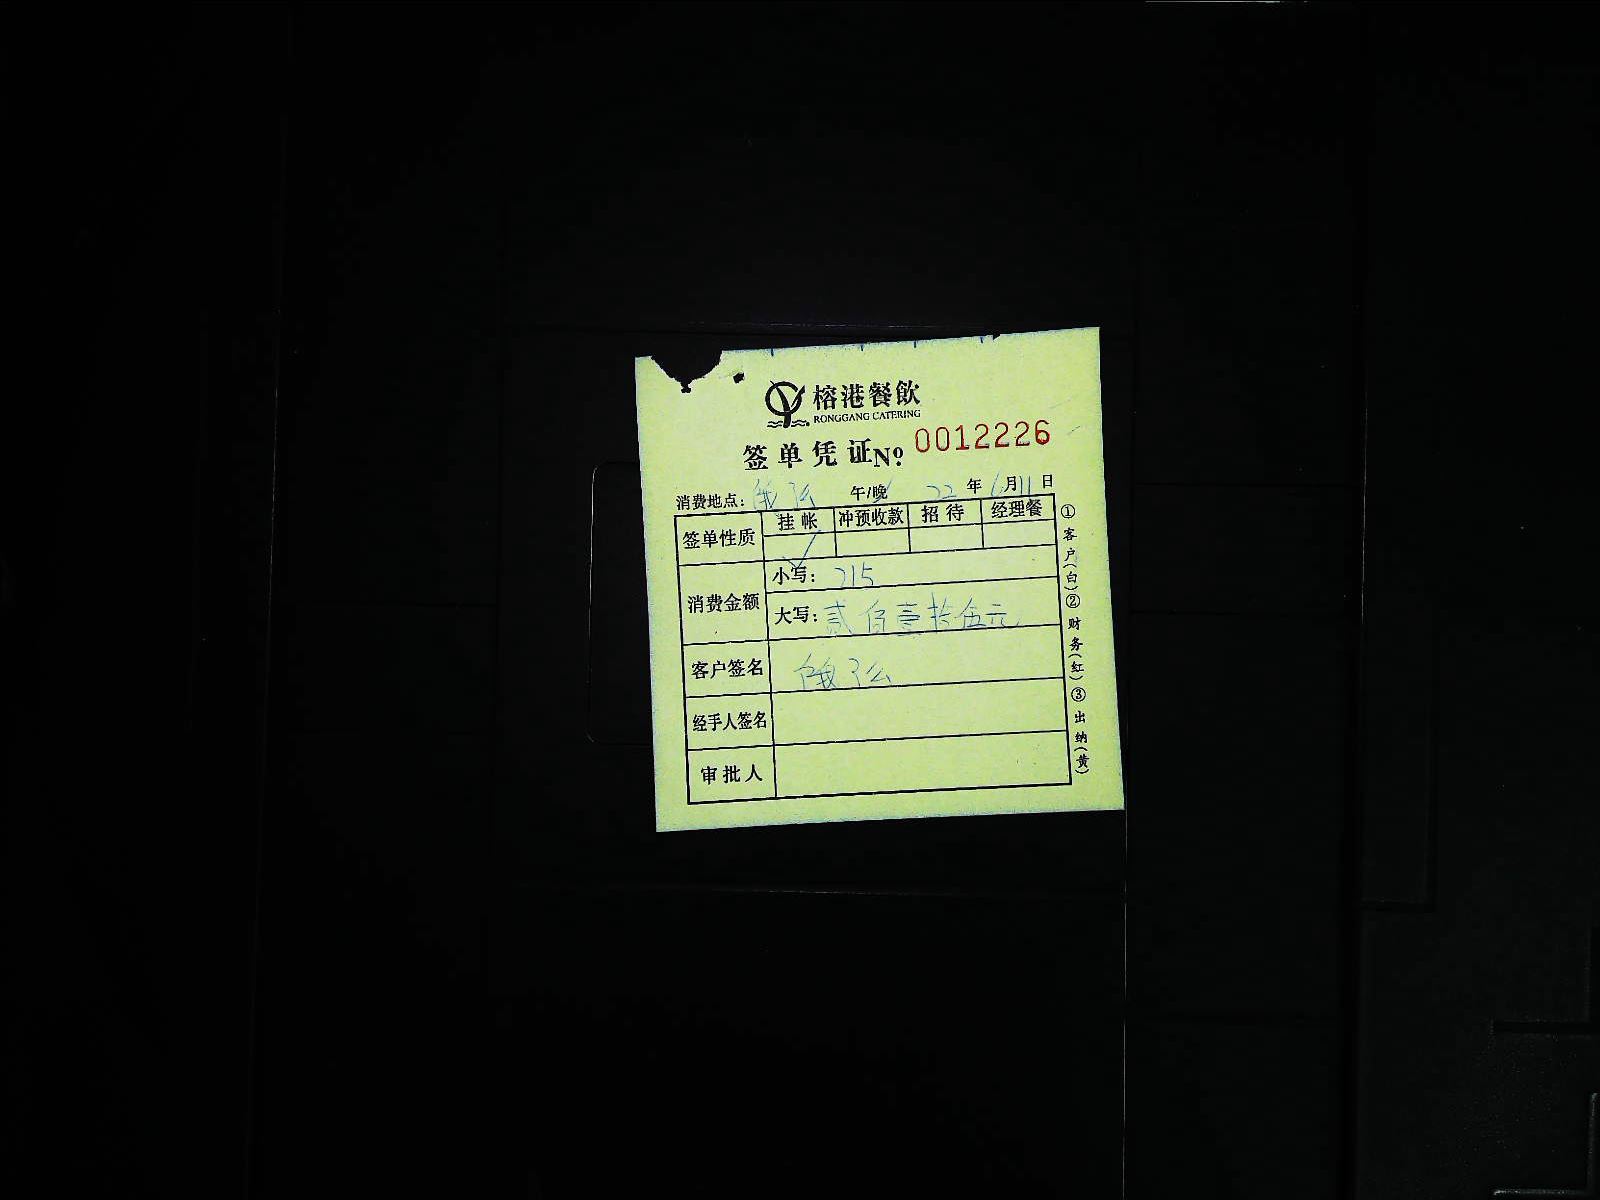 榕港餐飲
RONGGANG CATERING
签单凭证 Nº. 0012226
消费地点: 午/晚 22年6月11日
签单性质 挂帐 冲预收款 招待 经理餐
消费金额 小写: 215
大写: 贰佰壹拾伍元
客户签名
经手人签名
审批人
①客户(白)②财务(红)③出纳(黄)